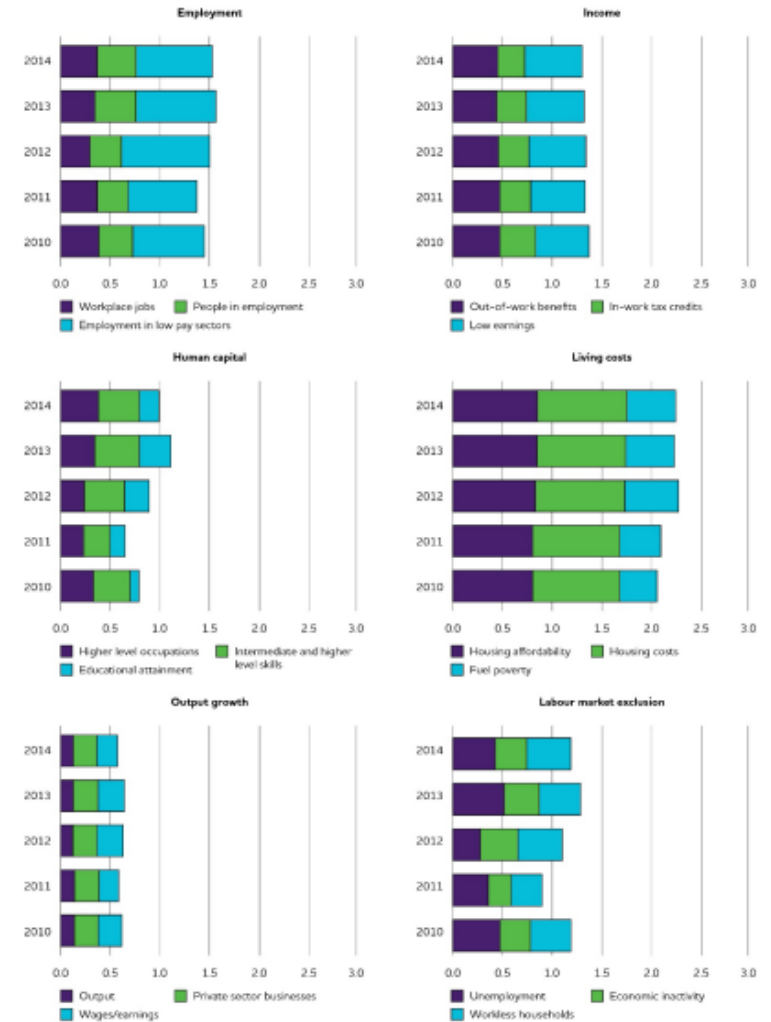 Employment
2014
2013
2012
2011
2010
0.0 0.5 1.0 1.5 2.0 2.5 3.0
Workplace jobs People in employment
Employment in low pay sectors
Income
2014
2013
2012
2011
2010
0.0 0.5 1.0 1.5 2.0 2.5 3.0
Out-of-work benefits In-work tax credits
Low earnings
Human capital
2014
2013
2012
2011
2010
0.0 0.5 1.0 1.5 2.0 2.5 3.0
Higher level occupations Intermediate and higher
level skills
Educational attainment
Living costs
2014
2013
2012
2011
2010
0.0 0.5 1.0 1.5 2.0 2.5 3.0
Housing affordability Housing costs
Fuel poverty
Output growth
2014
2013
2012
2011
2010
0.0 0.5 1.0 1.5 2.0 2.5 3.0
Output Private sector businesses
Wages/earnings
Labour market exclusion
2014
2013
2012
2011
2010
0.0 0.5 1.0 1.5 2.0 2.5 3.0
Unemployment Economic inactivity
Workless households